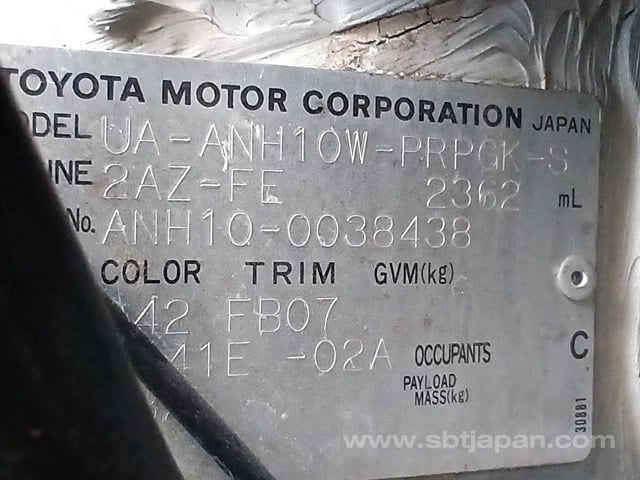 TOYOTA MOTOR CORPORATION JAPAN
ODEL UA-ANH10W-PRPGK-S
INE 2AZ-FE 2362 mL
No. ANH10-0038438
COLOR TRIM GVM(kg)
42 FB07
41E -02A OCCUPANTS C
PAYLOAD
MASS(kg)
30881
www.sbtjapan.com